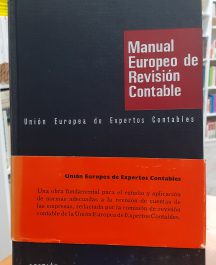 Manual
Europeo de
Revisión
Contable
Unión Europea de Expertos Contables
Unión Europea de Expertos Contables
Una obra fundamental para el estudio y aplicación
de normas adecuadas a la revisión de cuentas de
las empresas, redactada por la comisión de revisión
contable de la Unión Europea de Expertos Contables.